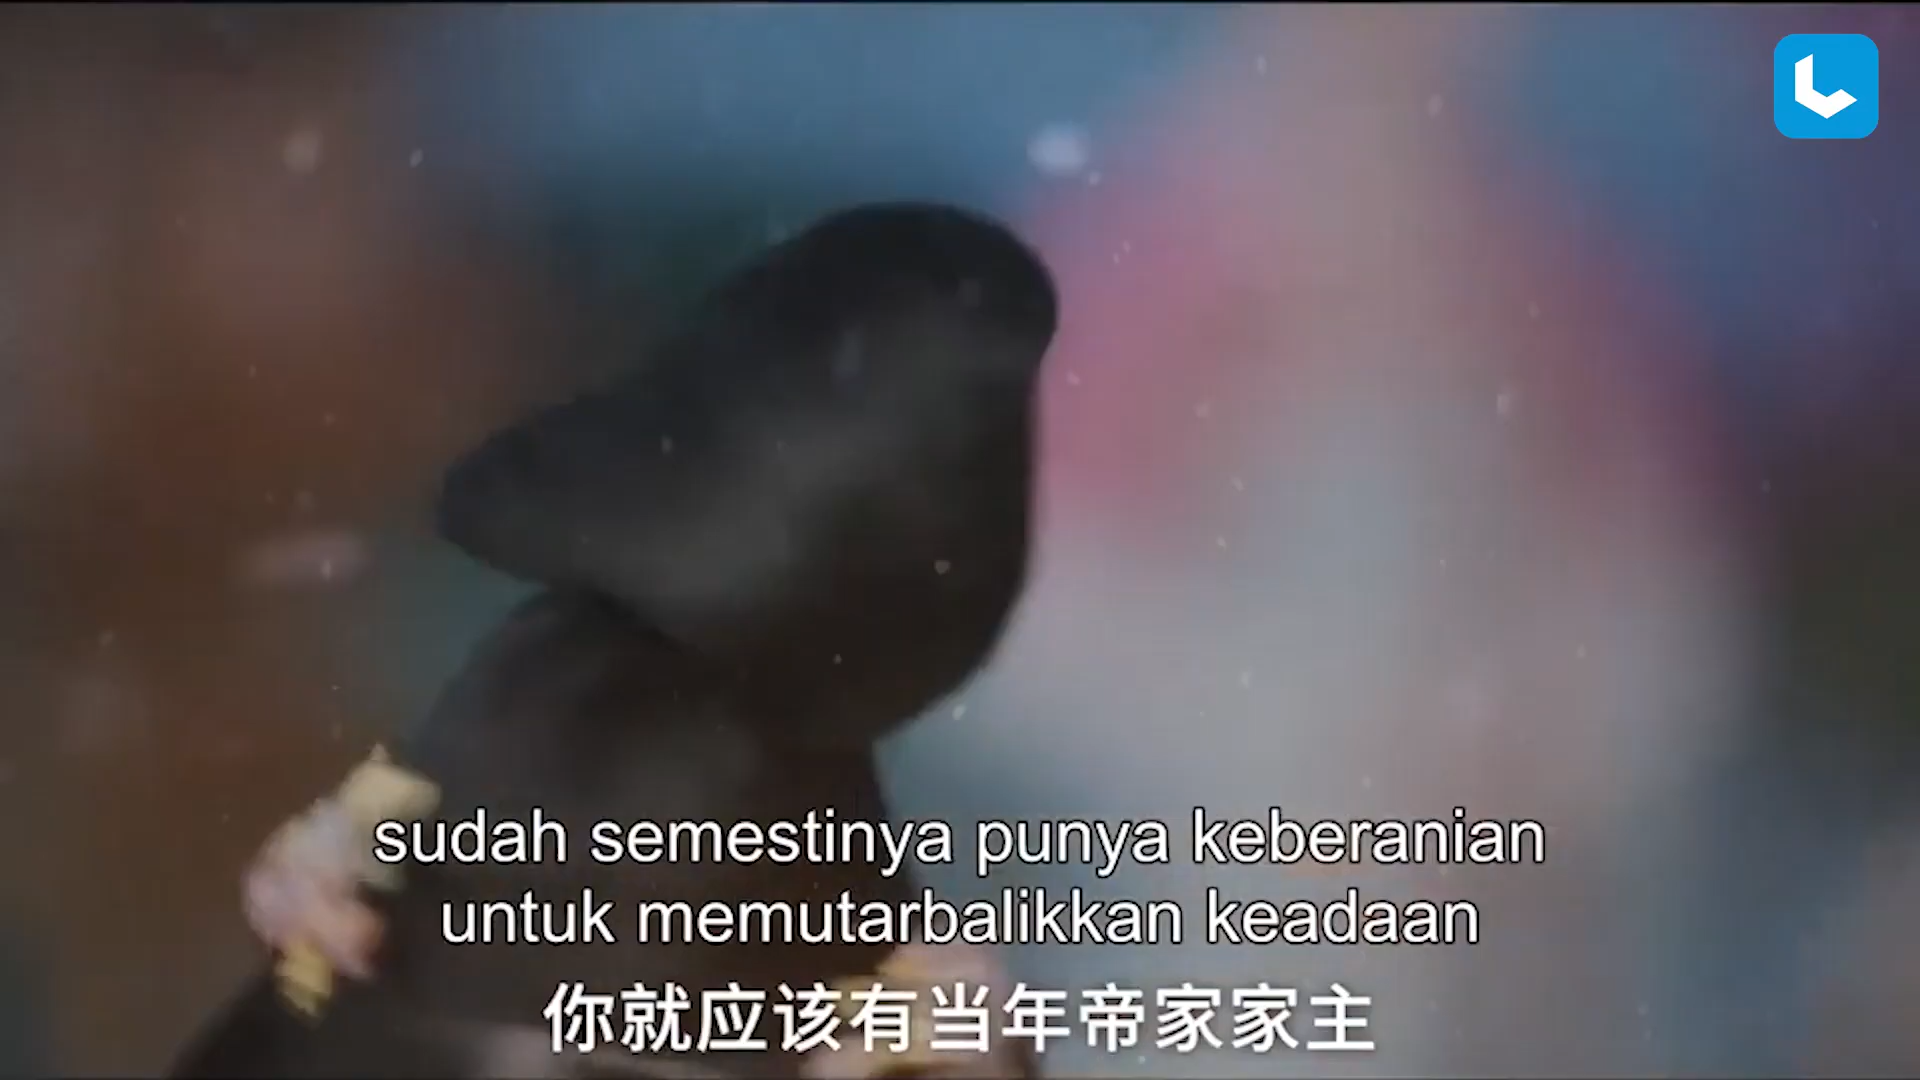 sudah semestinya punya keberanian
untuk memutarbalikkan keadaan
你就应该有当年帝家家主